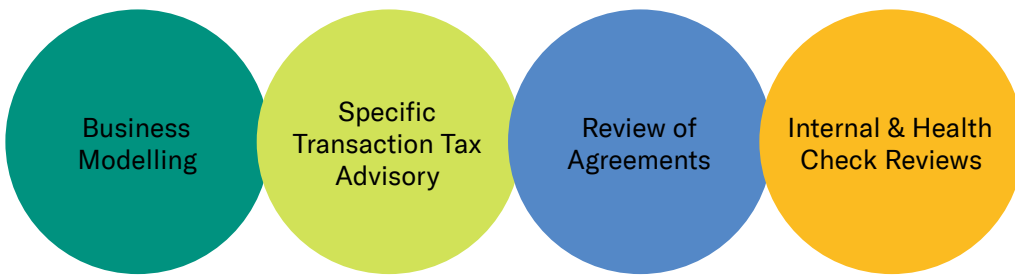 Business
Modelling
Specific
Transaction Tax
Advisory
Review of
Agreements
Internal & Health
Check Reviews